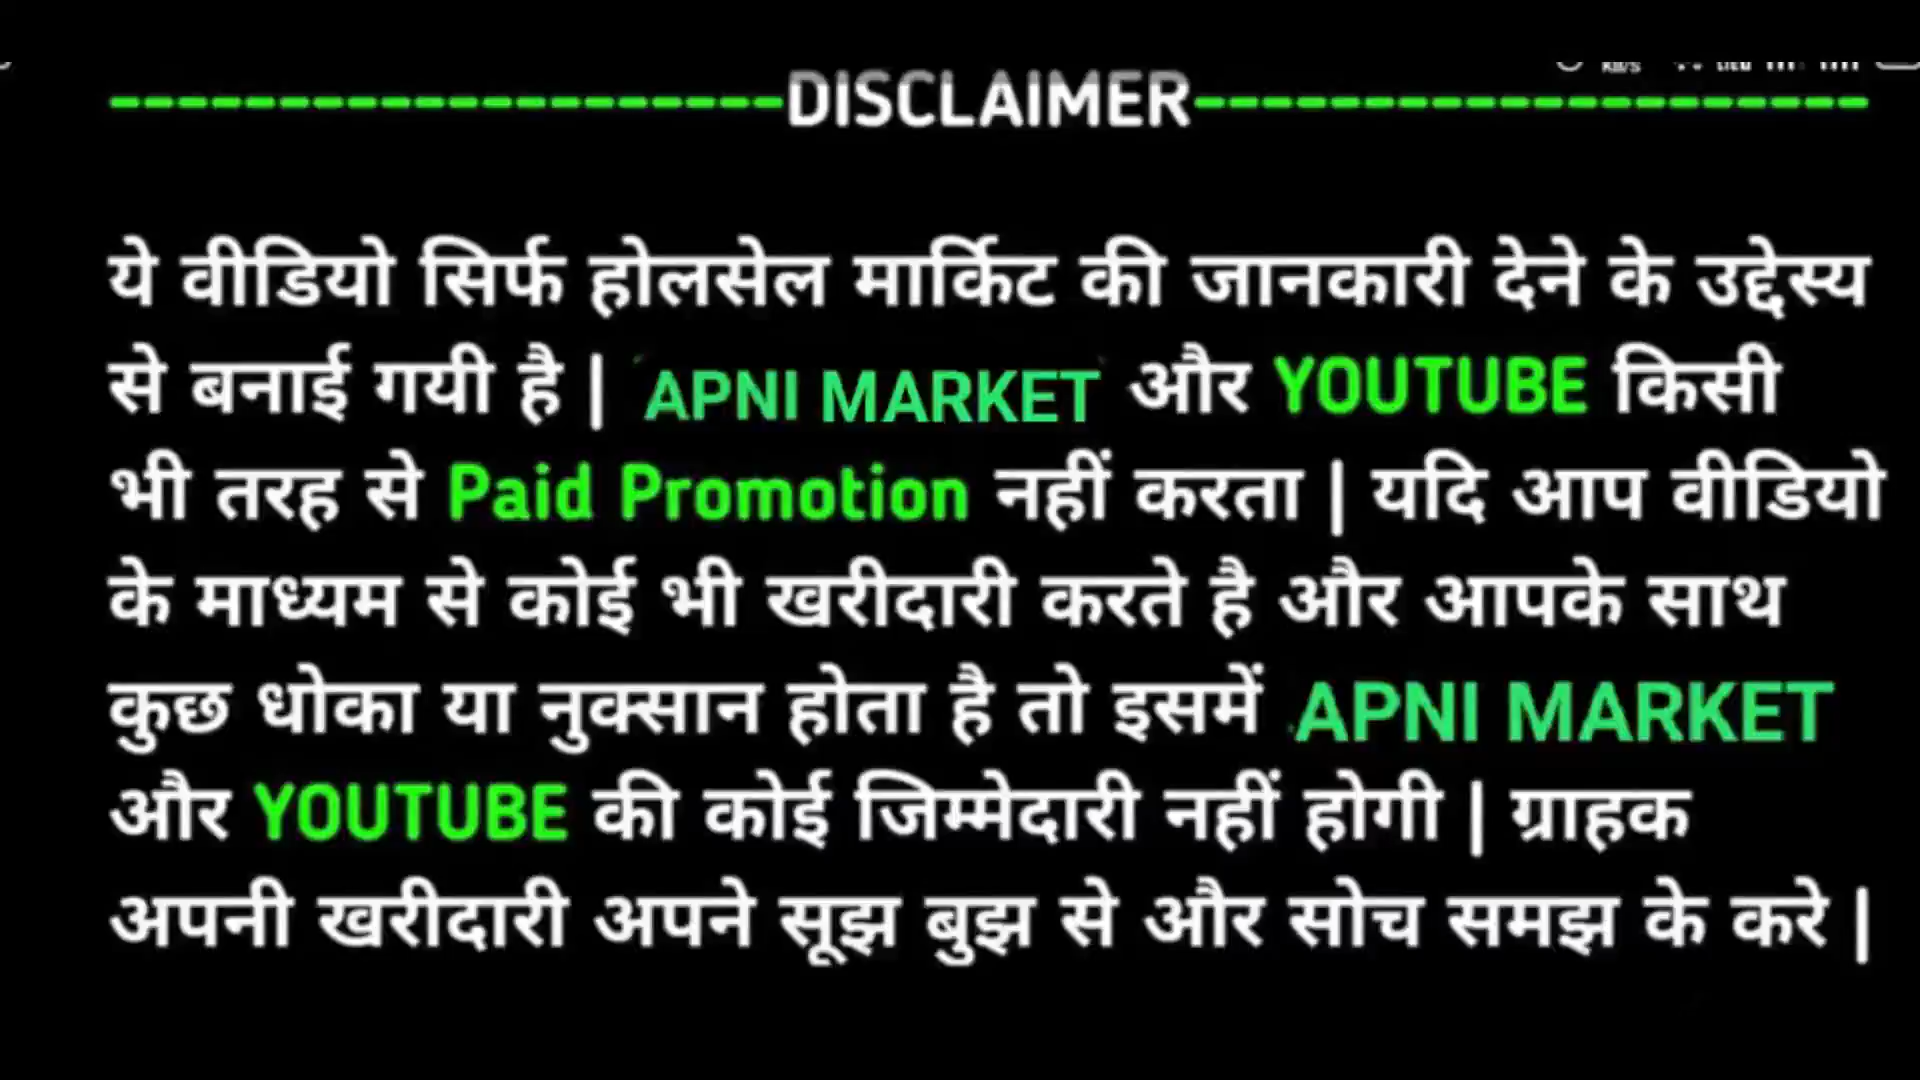 --------------------DISCLAIMER--------------------
ये वीडियो सिर्फ होलसेल मार्किट की जानकारी देने के उद्देस्य
से बनाई गयी है | APNI MARKET और YOUTUBE किसी
भी तरह से Paid Promotion नहीं करता | यदि आप वीडियो
के माध्यम से कोई भी खरीदारी करते है और आपके साथ
कुछ धोका या नुक्सान होता है तो इसमें APNI MARKET
और YOUTUBE की कोई जिम्मेदारी नहीं होगी | ग्राहक
अपनी खरीदारी अपने सूझ बुझ से और सोच समझ के करे |